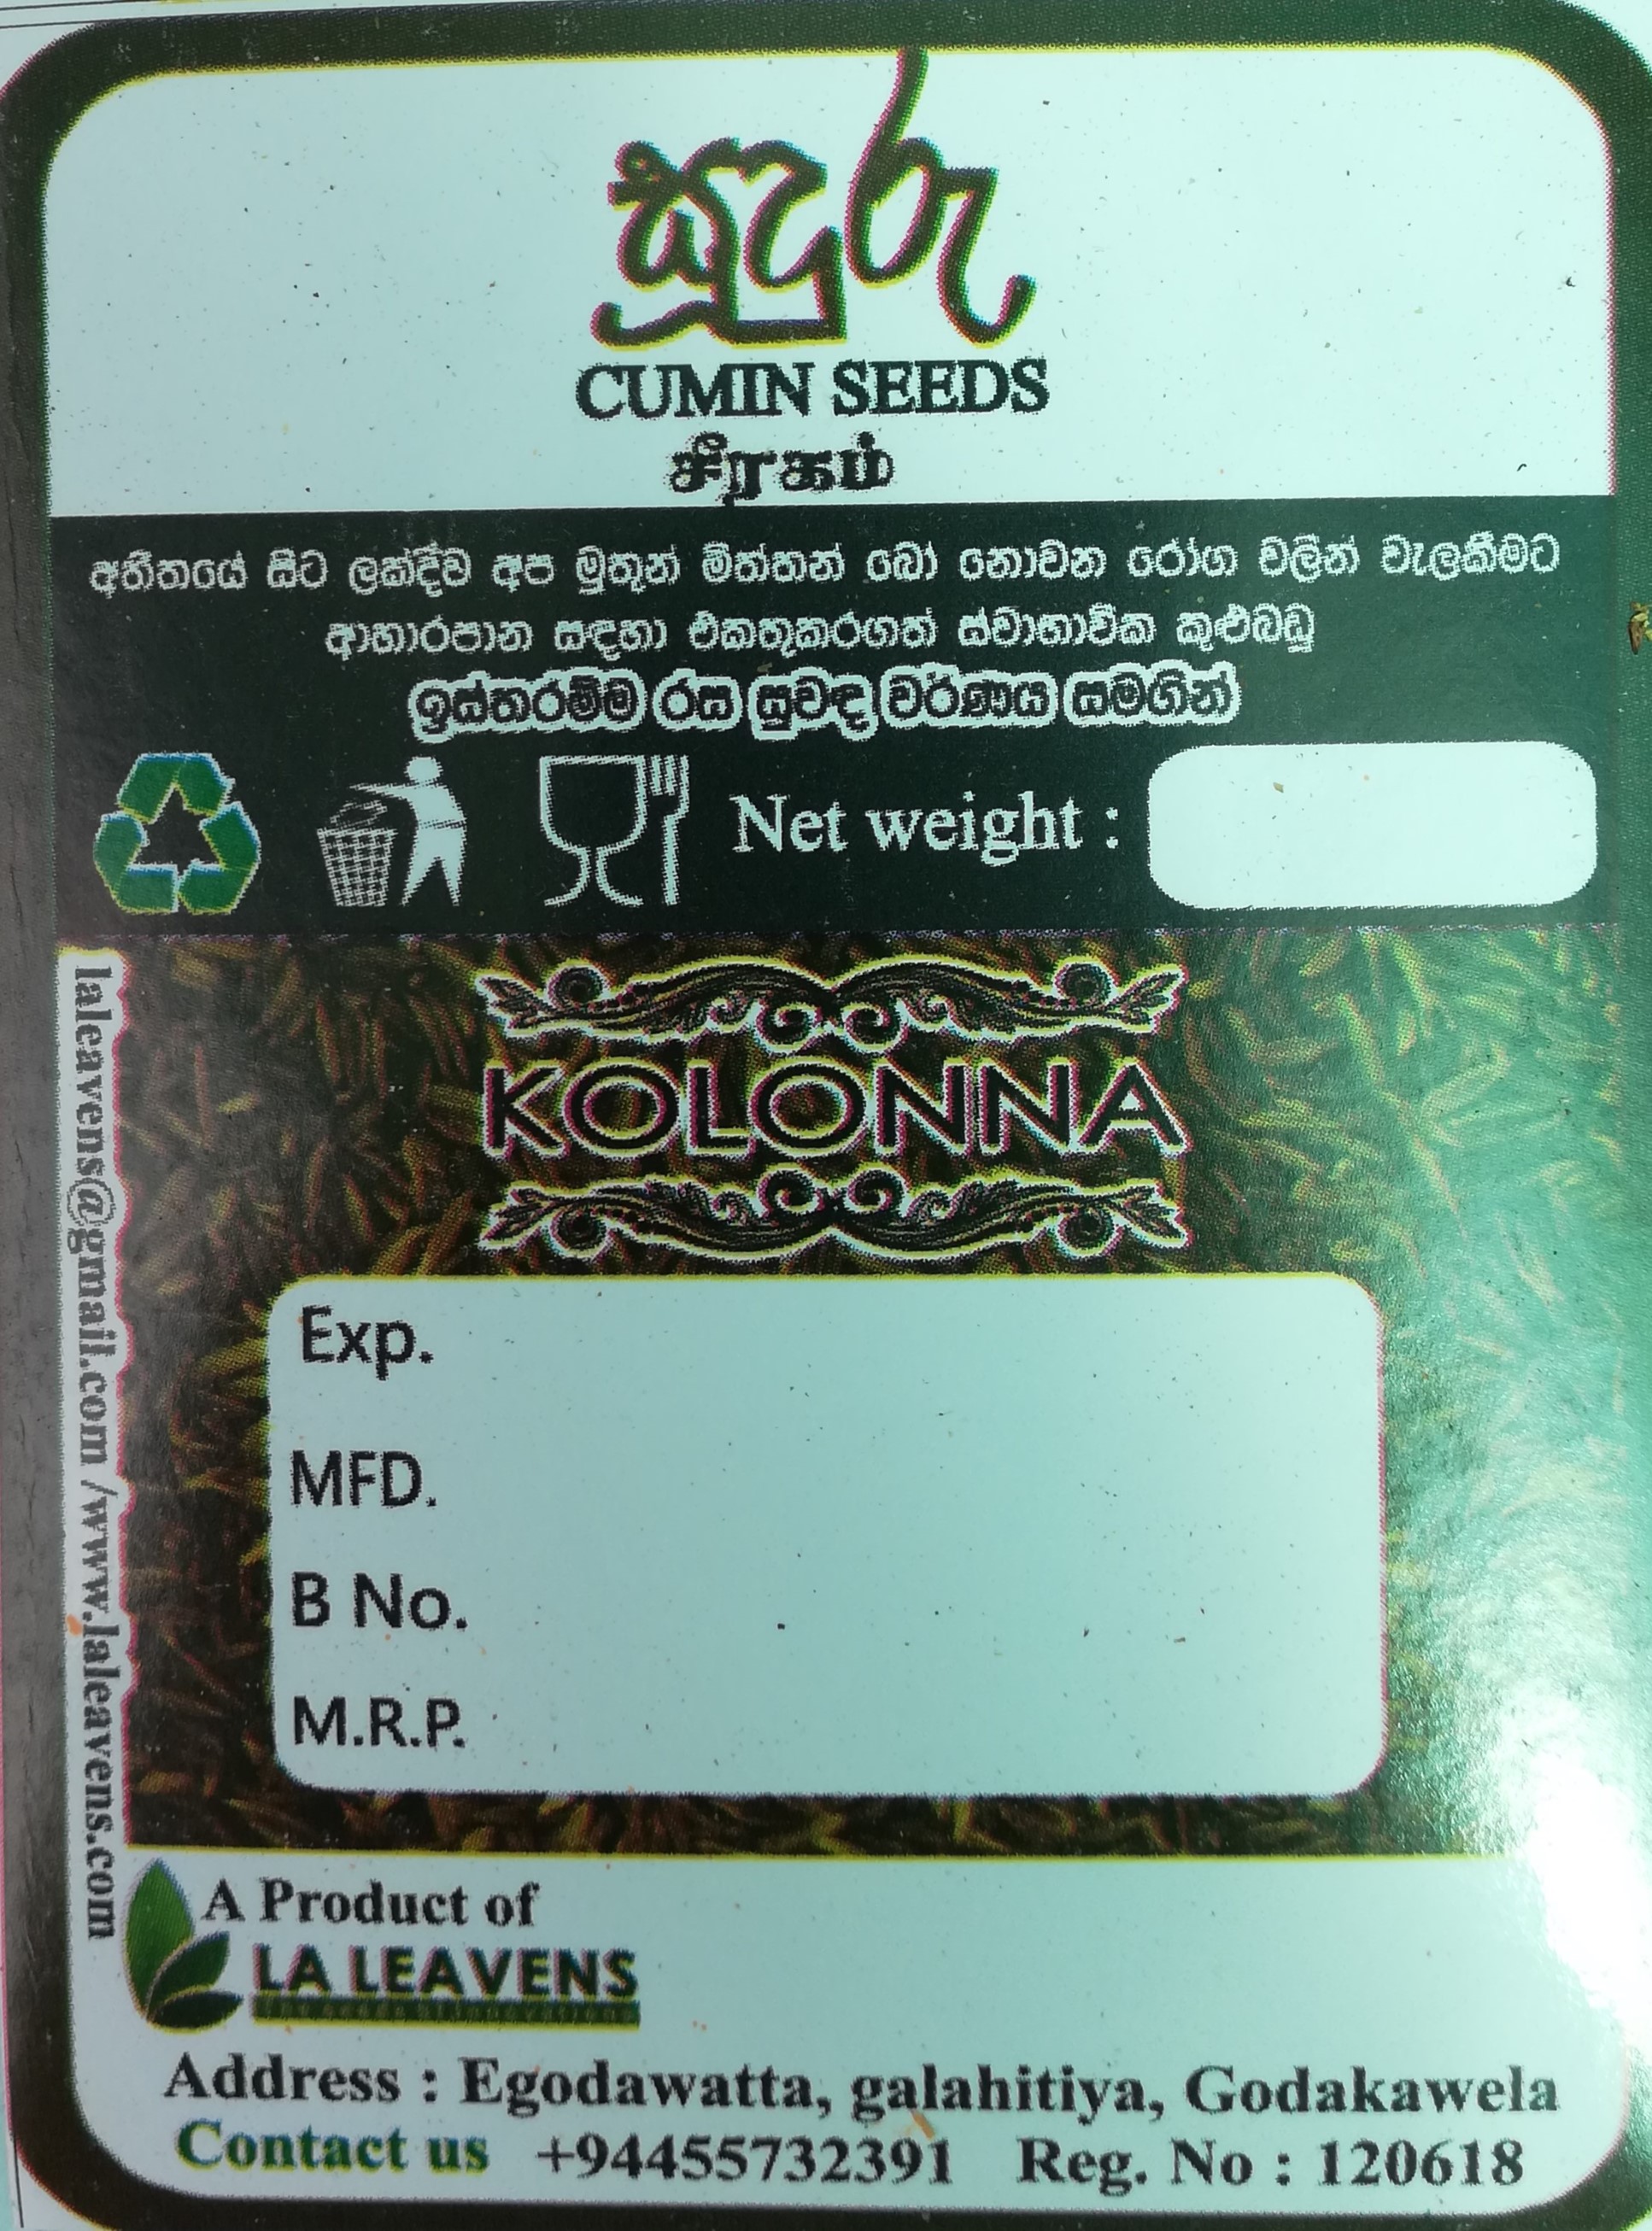 සූදුරු
CUMIN SEEDS
சீரகம்
අතීතයේ සිට ලක්දිව අප මුතුන් මිත්තන් බෝ නොවන රෝග වලින් වැලකීමට
ආහාරපාන සඳහා එකතුකරගත් ස්වාභාවික කුළුබඩු
ඉස්තරම්ම රස සුවඳ වර්ණය සමගින්
Net weight :
KOLONNA
laleavens@gmail.com /www.laleavens.com
Exp.
MFD.
B No.
M.R.P.
A Product of
LA LEAVENS
Address : Egodawatta, galahitiya, Godakawela
Contact us +94455732391 Reg. No : 120618